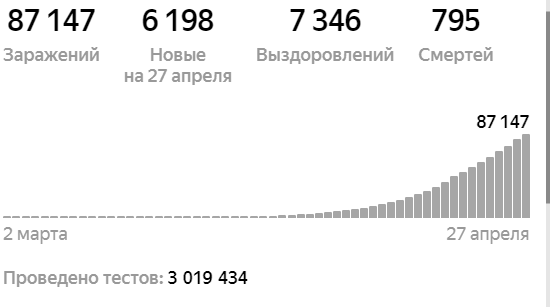 87 147 6 198 7 346 795
Заражений Новые Выздоровлений Смертей
на 27 апреля
87 147
2 марта 27 апреля
Проведено тестов: 3 019 434